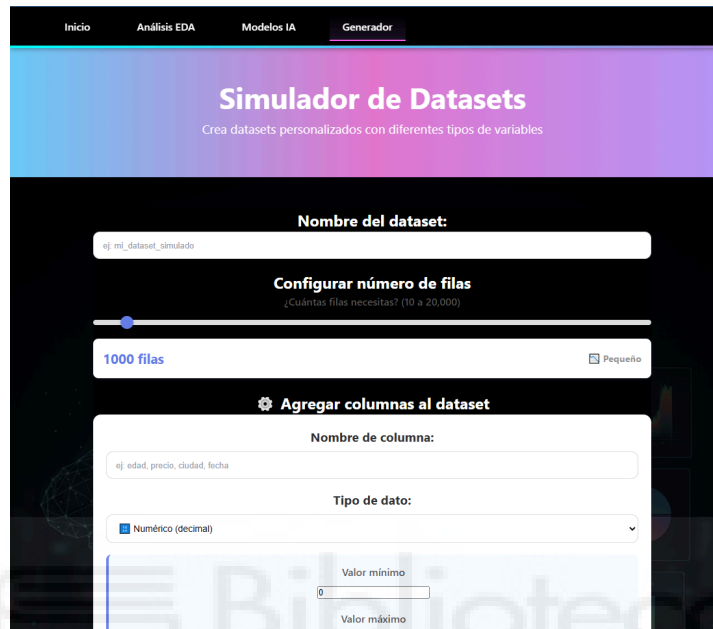 Inicio Análisis EDA Modelos IA Generador
Simulador de Datasets
Crea datasets personalizados con diferentes tipos de variables
Nombre del dataset:
ej: mi_dataset_simulado
Configurar número de filas
¿Cuántas filas necesitas? (10 a 20,000)
1000 filas Pequeño
Agregar columnas al dataset
Nombre de columna:
ej: edad, precio, ciudad, fecha
Tipo de dato:
Numérico (decimal)
Valor mínimo
0
Valor máximo
Bibliotec